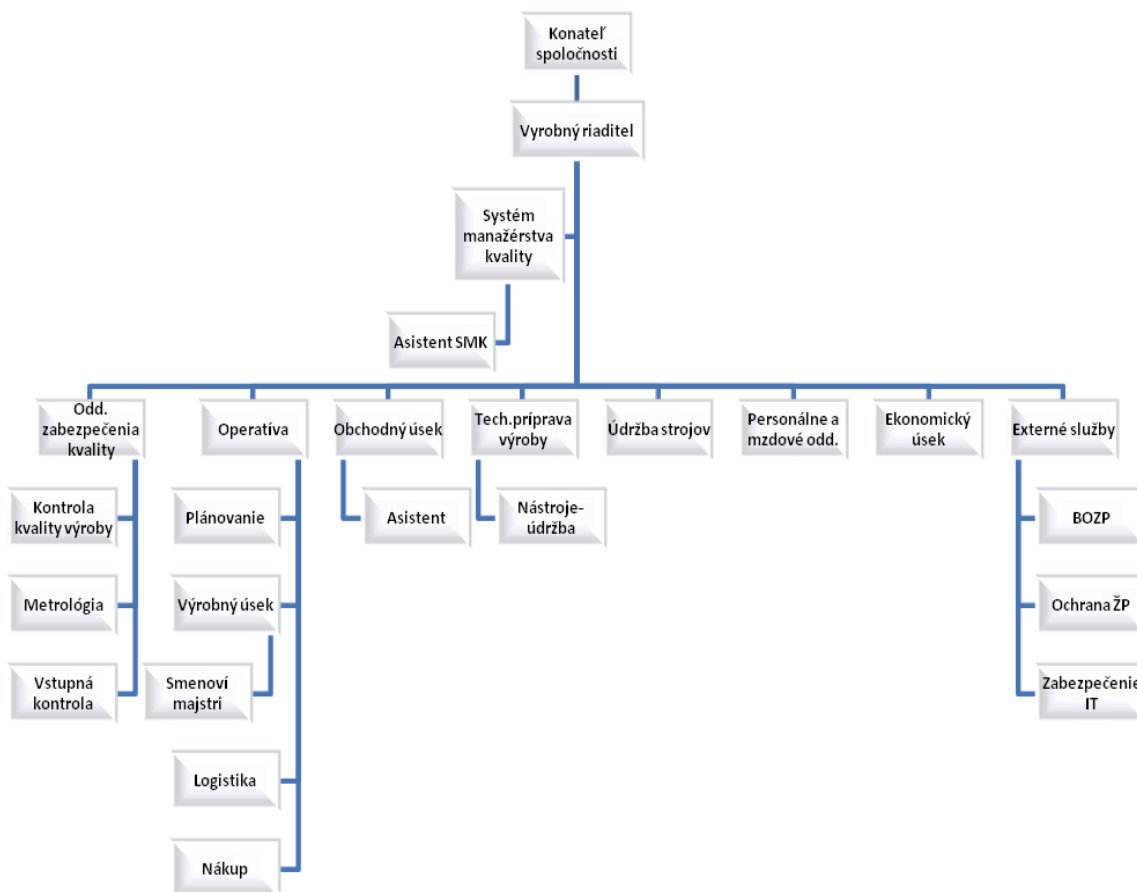 Konateľ
spoločnosti
Vyrobný riaditel
Systém
manažérstva
kvality
Asistent SMK
Odd.
zabezpečenia
kvality
Operatíva
Obchodný úsek
Tech.príprava
výroby
Údržba strojov
Personálne a
mzdové odd.
Ekonomický
úsek
Externé služby
Kontrola
kvality výroby
Plánovanie
Asistent
Nástroje-
údržba
BOZP
Metrológia
Výrobný úsek
Ochrana ŽP
Vstupná
kontrola
Smenoví
majstri
Zabezpečenie
IT
Logistika
Nákup